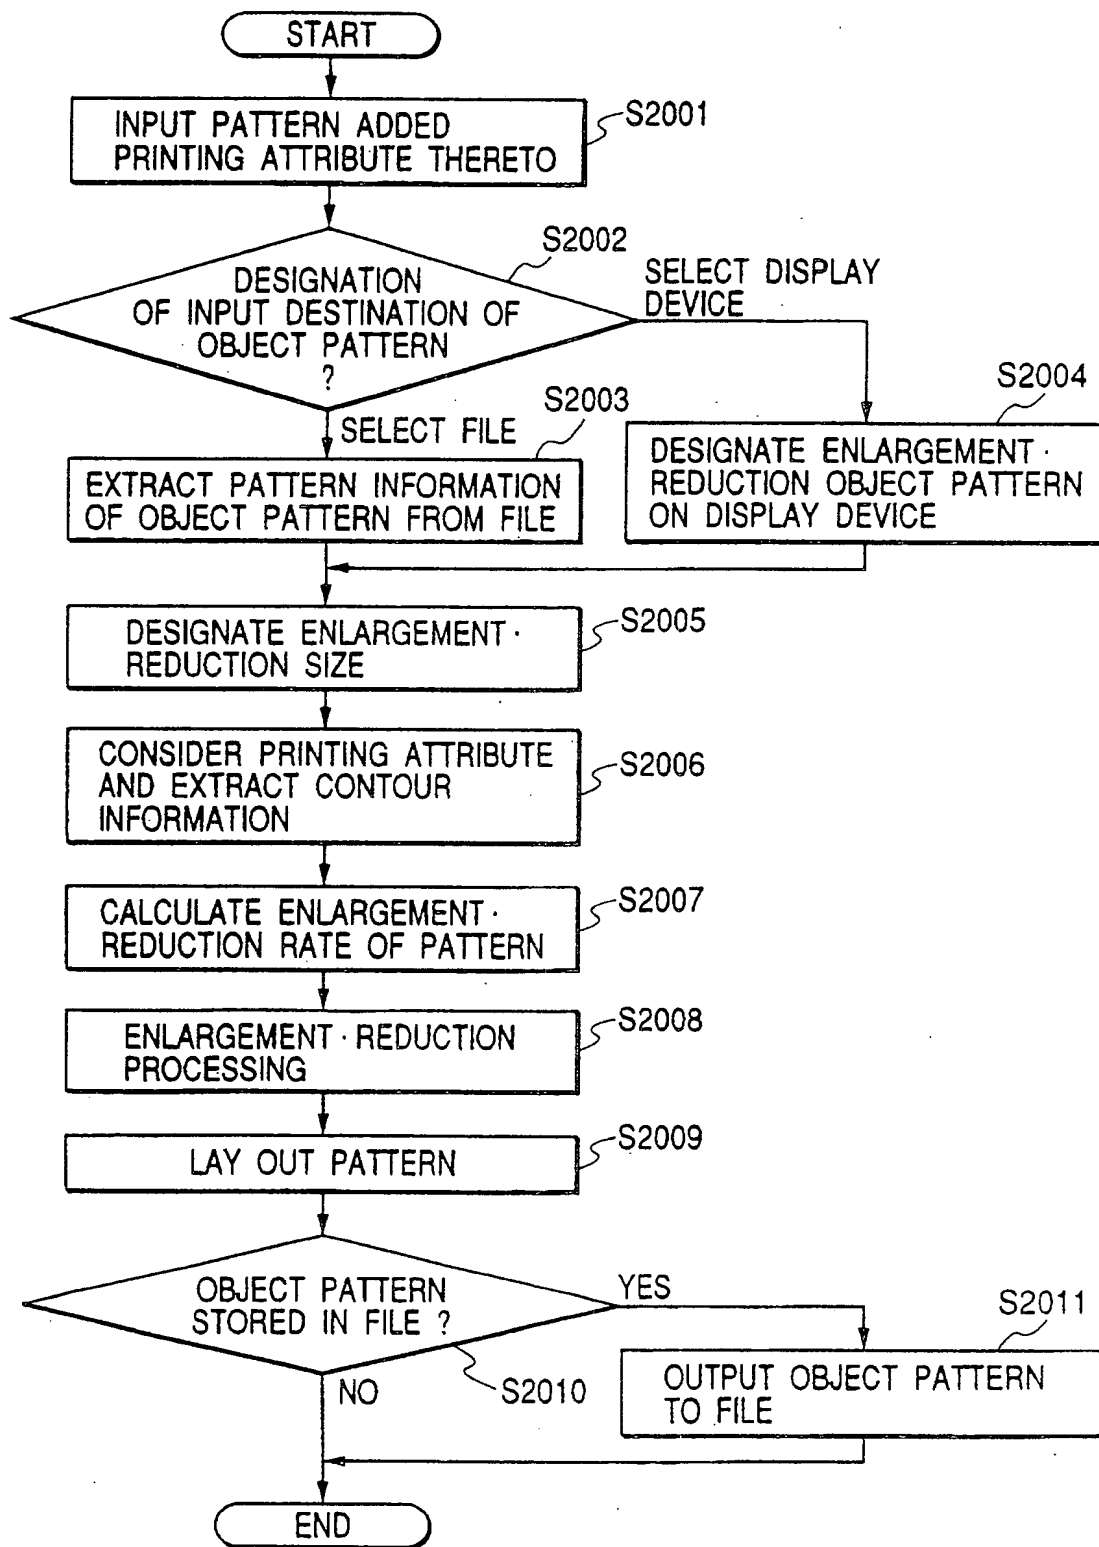 START
S2001
INPUT PATTERN ADDED
PRINTING ATTRIBUTE THERETO
S2002
DESIGNATION
OF INPUT DESTINATION OF
OBJECT PATTERN
?
SELECT DISPLAY
DEVICE
S2003
SELECT FILE
S2004
EXTRACT PATTERN INFORMATION
OF OBJECT PATTERN FROM FILE
DESIGNATE ENLARGEMENT·
REDUCTION OBJECT PATTERN
ON DISPLAY DEVICE
S2005
DESIGNATE ENLARGEMENT·
REDUCTION SIZE
S2006
CONSIDER PRINTING ATTRIBUTE
AND EXTRACT CONTOUR
INFORMATION
S2007
CALCULATE ENLARGEMENT·
REDUCTION RATE OF PATTERN
S2008
ENLARGEMENT·REDUCTION
PROCESSING
S2009
LAY OUT PATTERN
OBJECT PATTERN
STORED IN FILE ?
YES
S2010
NO
S2011
OUTPUT OBJECT PATTERN
TO FILE
END